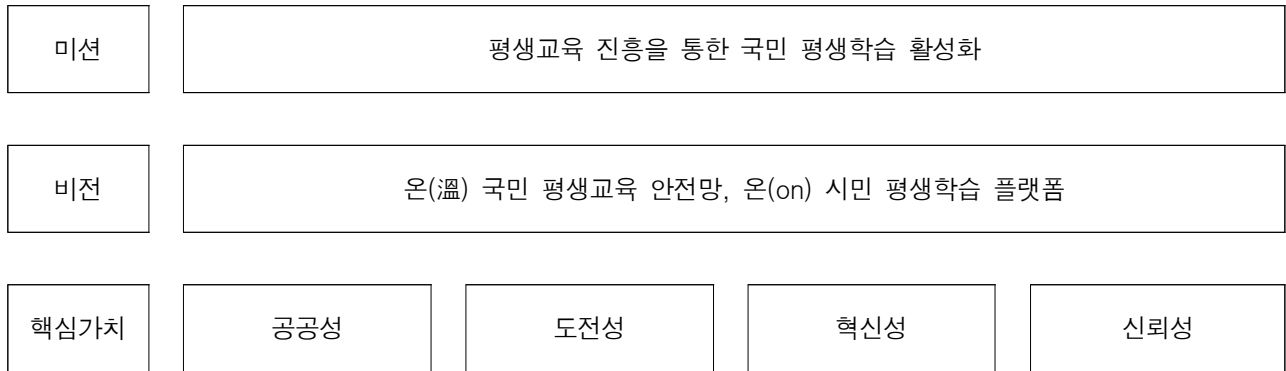 미션
평생교육 진흥을 통한 국민 평생학습 활성화
비전
온(溫) 국민 평생교육 안전망, 온(on) 시민 평생학습 플랫폼
핵심가치
공공성
도전성
혁신성
신뢰성